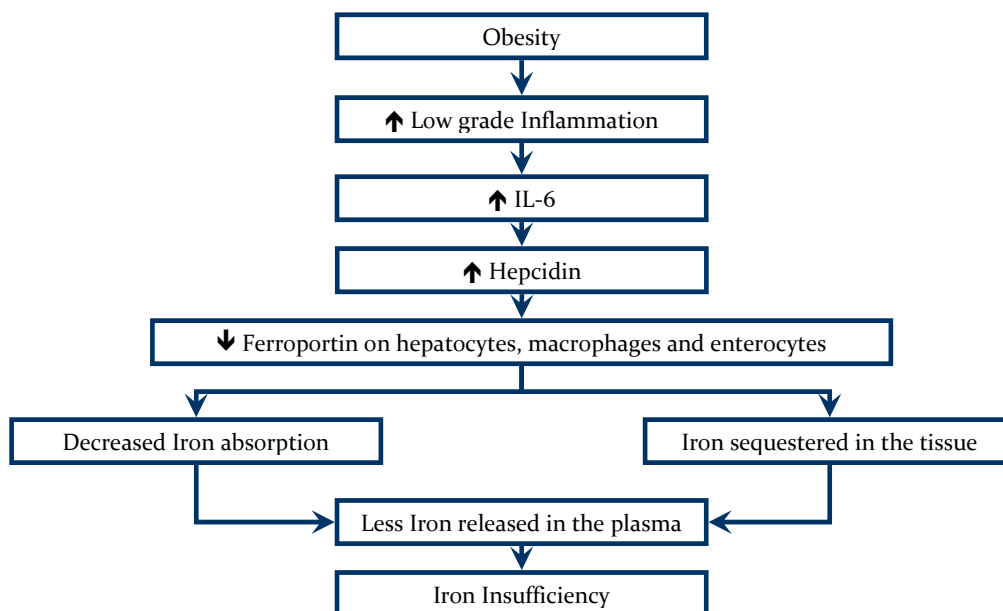 Obesity
↑ Low grade Inflammation
↑ IL-6
↑ Hepcidin
↓ Ferroportin on hepatocytes, macrophages and enterocytes
Decreased Iron absorption
Iron sequestered in the tissue
Less Iron released in the plasma
Iron Insufficiency